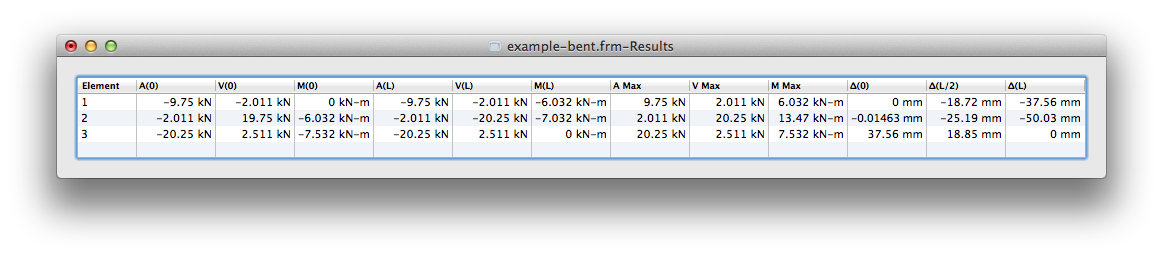 example-bent.frm-Results
Element A(0) V(0) M(0) A(L) V(L) M(L) A Max V Max M Max Δ(0) Δ(L/2) Δ(L)
1 -9.75 kN -2.011 kN 0 kN-m -9.75 kN -2.011 kN -6.032 kN-m 9.75 kN 2.011 kN 6.032 kN-m 0 mm -18.72 mm -37.56 mm
2 -2.011 kN 19.75 kN -6.032 kN-m -2.011 kN -20.25 kN -7.032 kN-m 2.011 kN 20.25 kN 13.47 kN-m -0.01463 mm -25.19 mm -50.03 mm
3 -20.25 kN 2.511 kN -7.532 kN-m -20.25 kN 2.511 kN 0 kN-m 20.25 kN 2.511 kN 7.532 kN-m 37.56 mm 18.85 mm 0 mm